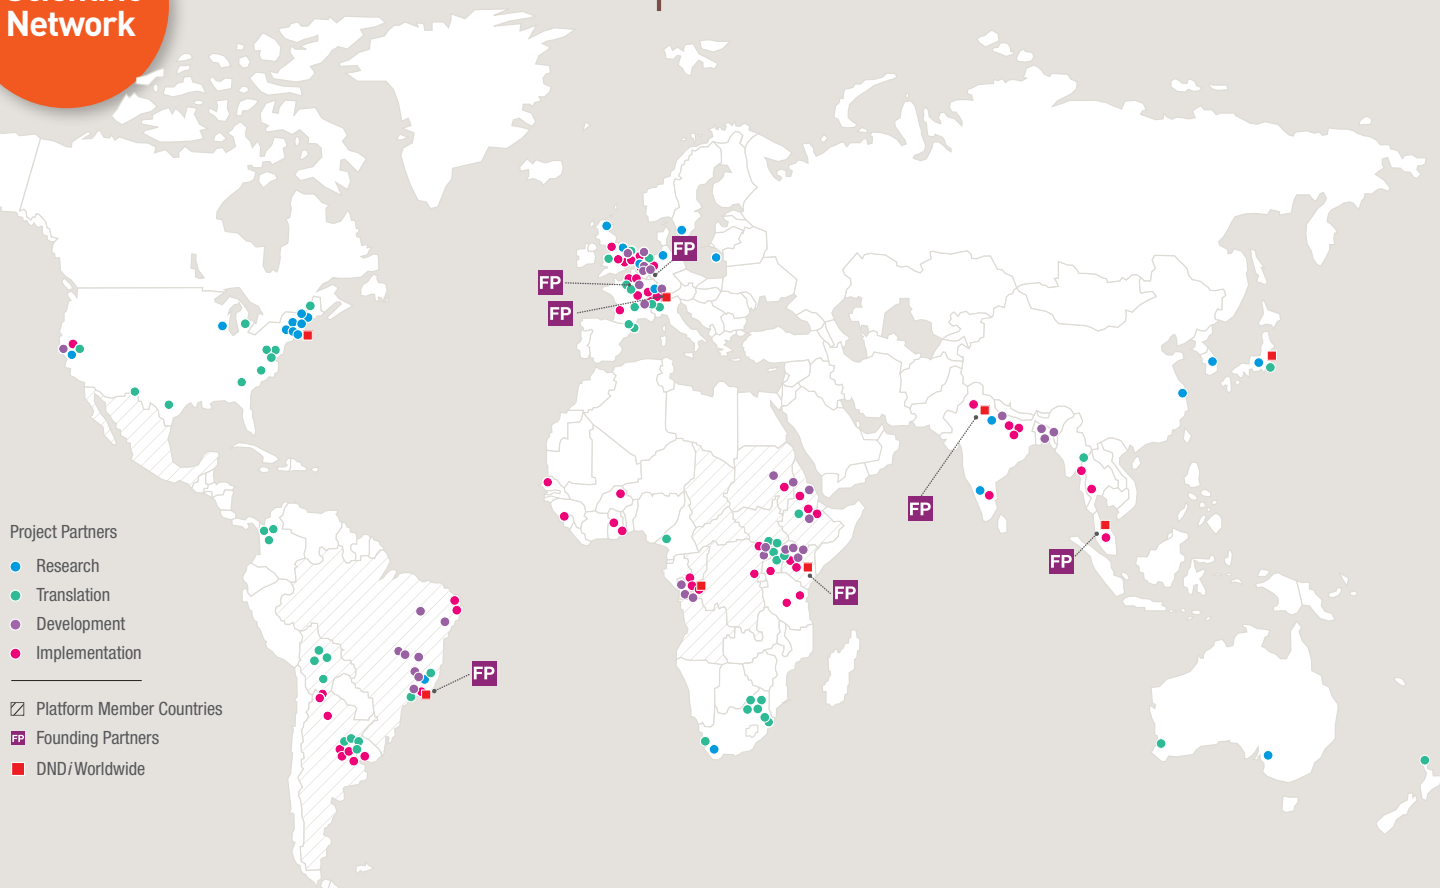 Network
FP
FP
FP
Project Partners
Research
Translation
Development
Implementation
Platform Member Countries
FP Founding Partners
DNDi Worldwide
FP
FP
FP
FP